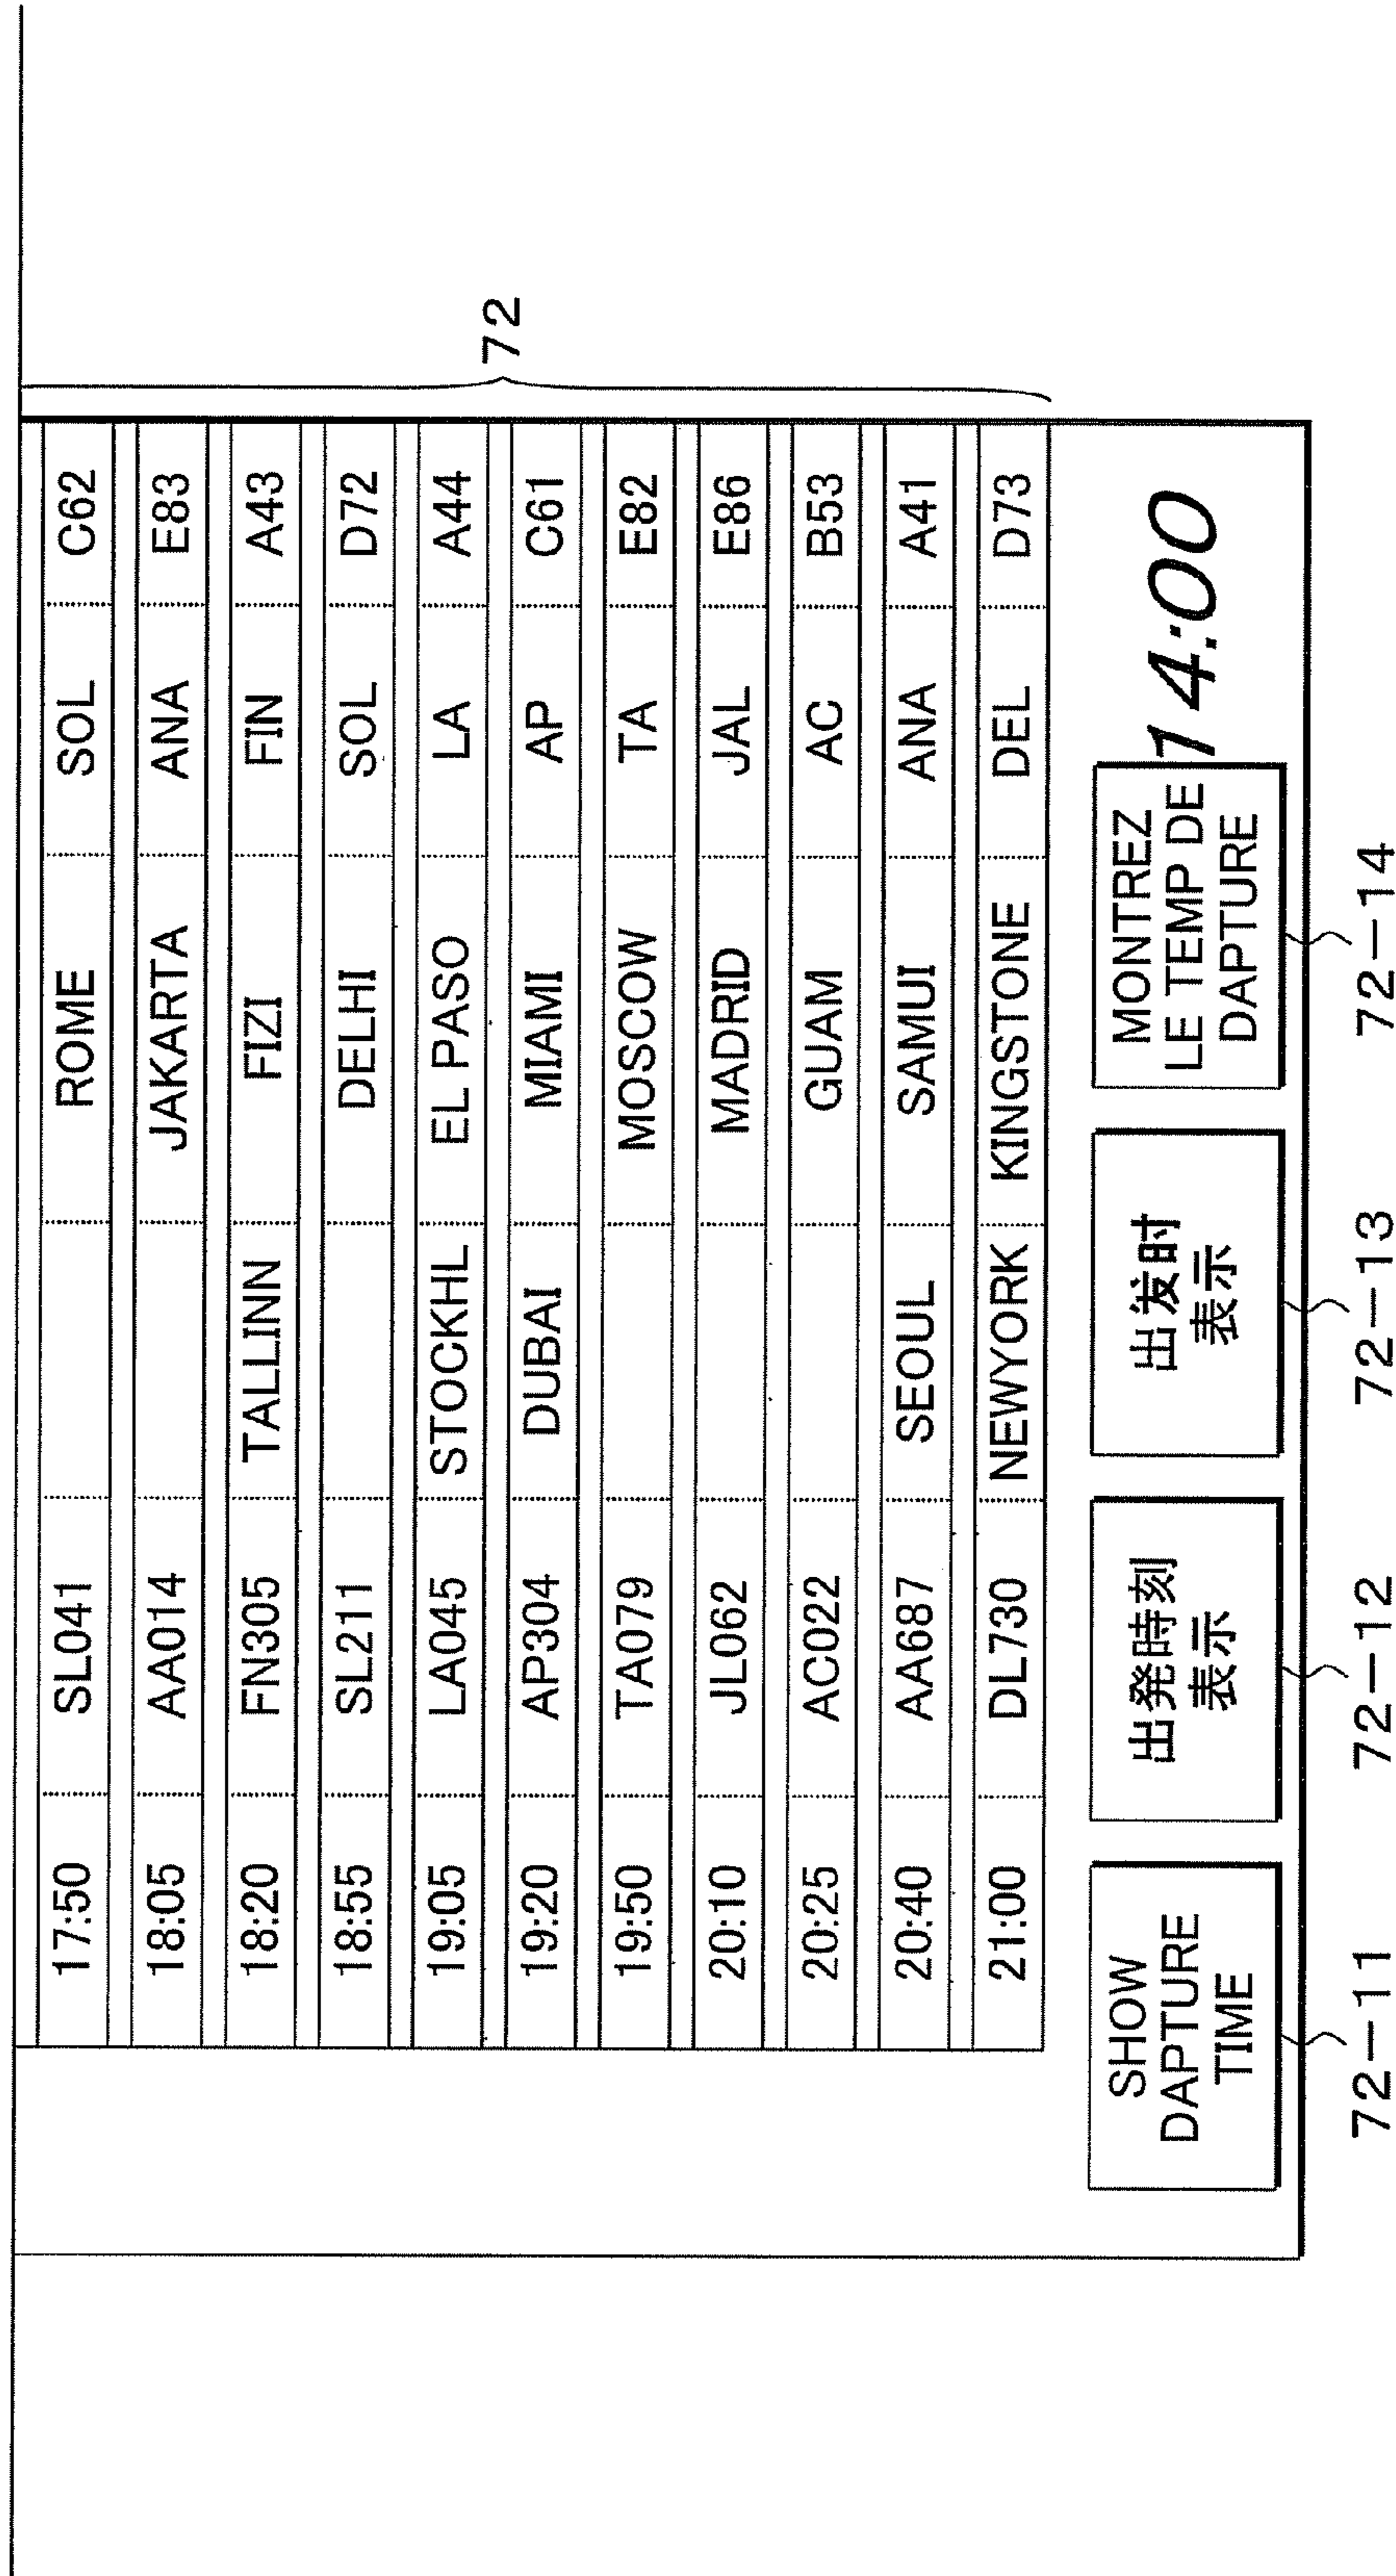 17:50 SL041 ROME SOL C62
18:05 AA014 JAKARTA ANA E83
18:20 FN305 TALLINN FIZI FIN A43
18:55 SL211 DELHI SOL D72
19:05 LA045 STOCKHL EL PASO LA A44
19:20 AP304 DUBAI MIAMI AP C61
19:50 TA079 MOSCOW TA E82
20:10 JL062 MADRID JAL E86
20:25 AC022 GUAM AC B53
20:40 AA687 SEOUL SAMUI ANA A41
21:00 DL730 NEWYORK KINGSTONE DEL D73
72
SHOW
DAPTURE
TIME
出発時刻
表示
出发时
表示
MONTREZ
LE TEMP DE
DAPTURE
14:00
72-11
72-12
72-13
72-14